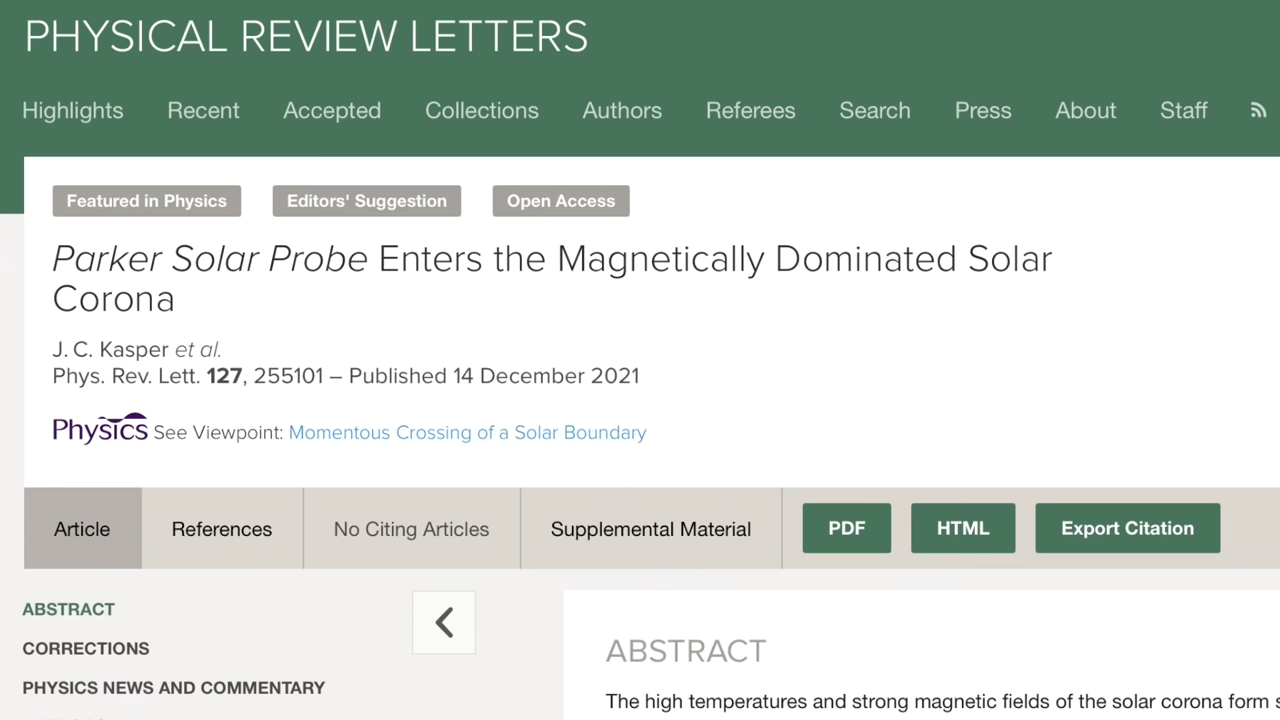 PHYSICAL REVIEW LETTERS
Highlights Recent Accepted Collections Authors Referees Search Press About Staff
Featured in Physics Editors' Suggestion Open Access
Parker Solar Probe Enters the Magnetically Dominated Solar
Corona
J. C. Kasper et al.
Phys. Rev. Lett. 127, 255101 – Published 14 December 2021
Physics See Viewpoint: Momentous Crossing of a Solar Boundary
Article References No Citing Articles Supplemental Material PDF HTML Export Citation
ABSTRACT
CORRECTIONS
PHYSICS NEWS AND COMMENTARY
ABSTRACT
The high temperatures and strong magnetic fields of the solar corona form